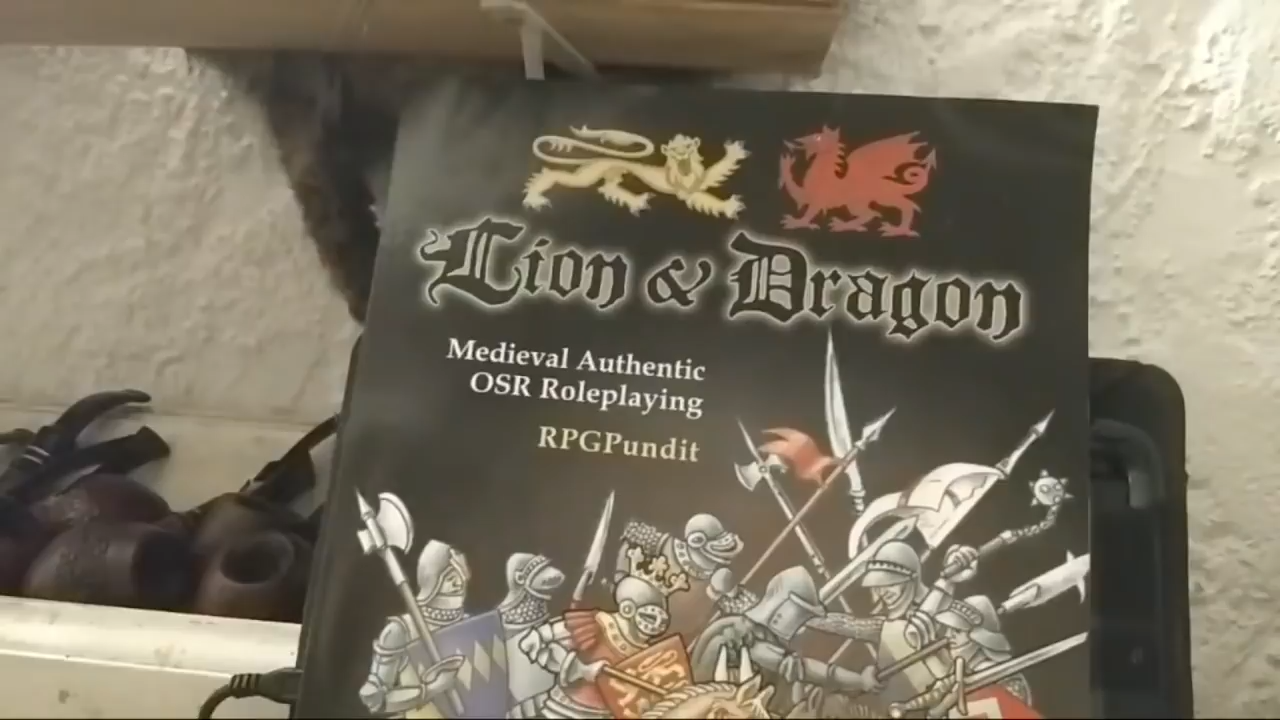 Lion & Dragon
Medieval Authentic
OSR Roleplaying
RPGPundit